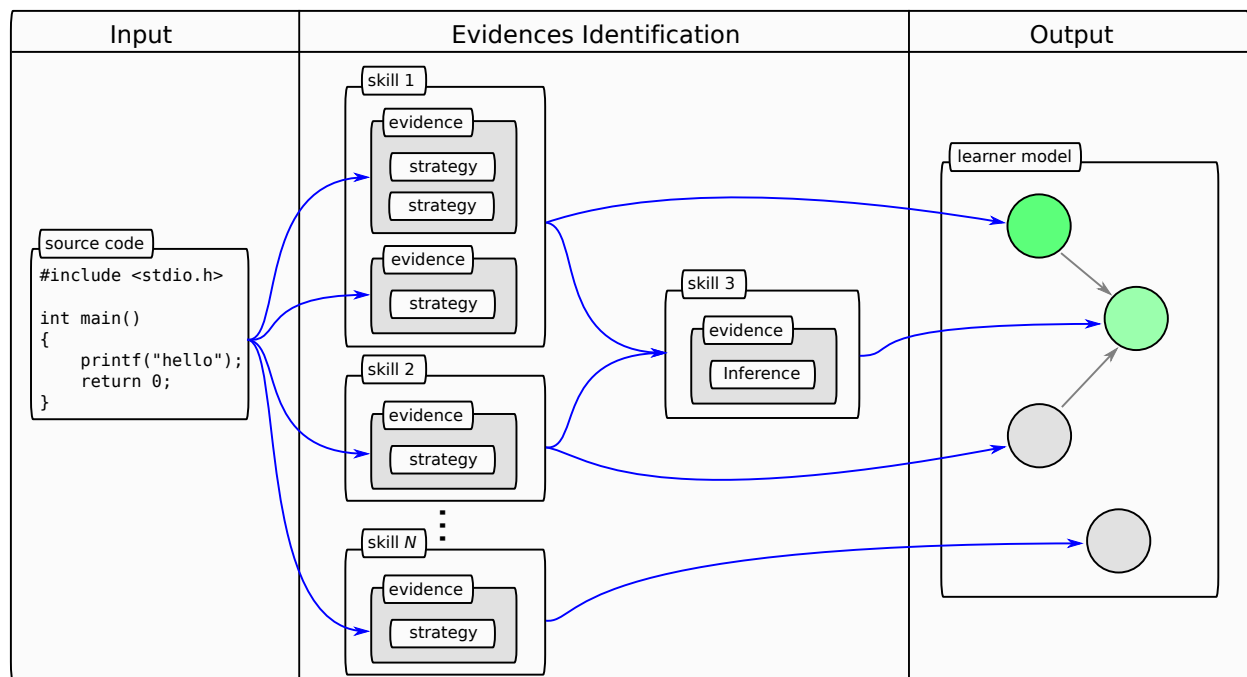 Input
Evidences Identification
Output
source code
#include <stdio.h>
int main()
{
    printf("hello");
    return 0;
}
skill 1
evidence
strategy
strategy
evidence
strategy
skill 2
evidence
strategy
⋮
skill N
evidence
strategy
skill 3
evidence
Inference
learner model